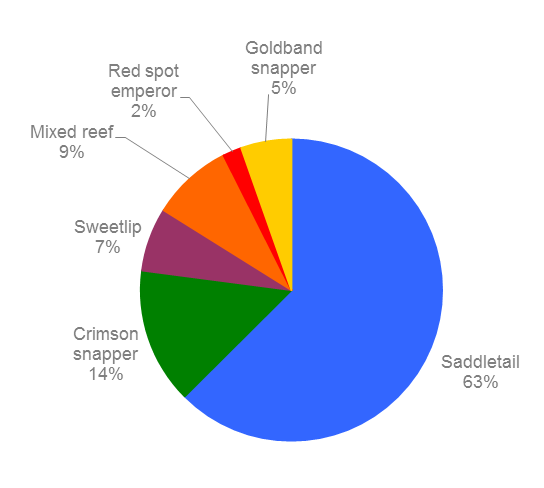 Goldband
snapper
5%
Red spot
emperor
2%
Mixed reef
9%
Sweetlip
7%
Crimson
snapper
14%
Saddletail
63%